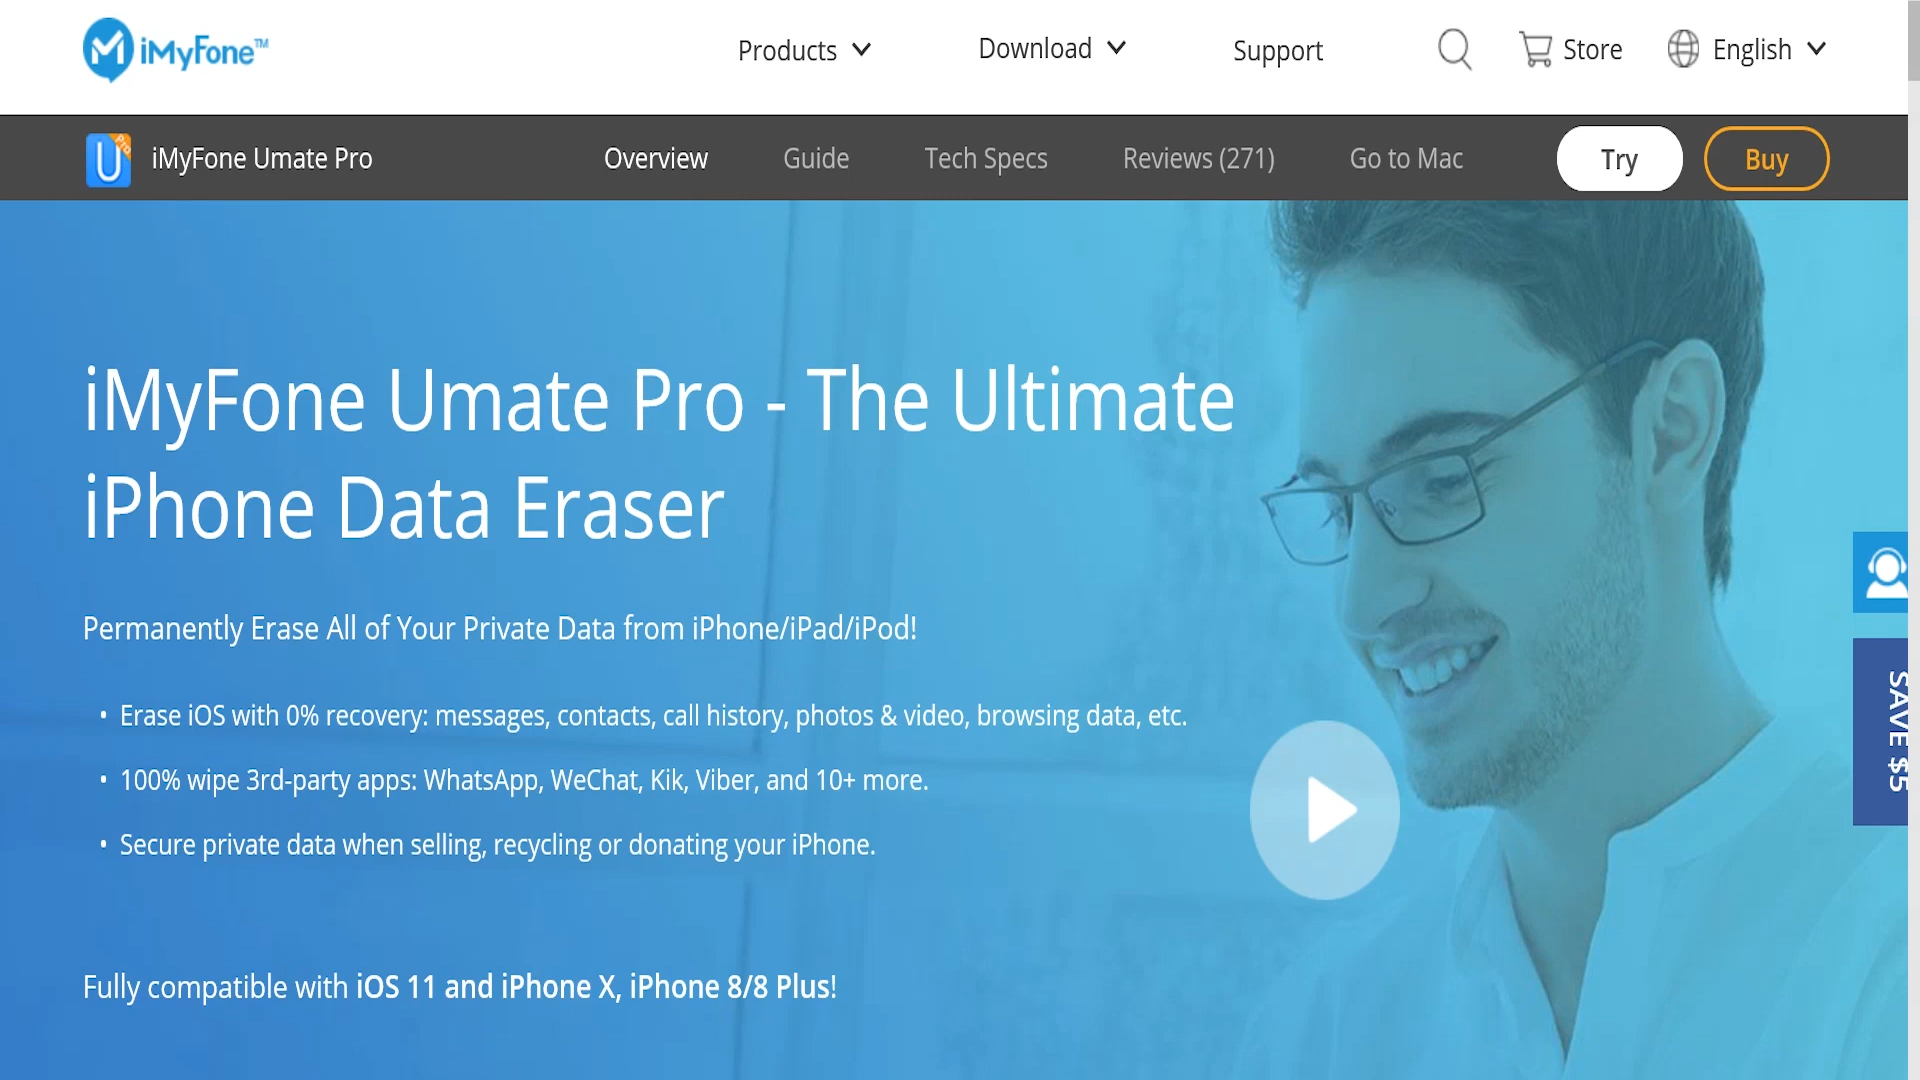 iMyFone™
Products
Download
Support
Store
English
U Pro
iMyFone Umate Pro
Overview
Guide
Tech Specs
Reviews (271)
Go to Mac
Try
Buy
iMyFone Umate Pro - The Ultimate
iPhone Data Eraser
Permanently Erase All of Your Private Data from iPhone/iPad/iPod!
• Erase iOS with 0% recovery: messages, contacts, call history, photos & video, browsing data, etc.
• 100% wipe 3rd-party apps: WhatsApp, WeChat, Kik, Viber, and 10+ more.
• Secure private data when selling, recycling or donating your iPhone.
SAVE $5
Fully compatible with iOS 11 and iPhone X, iPhone 8/8 Plus!